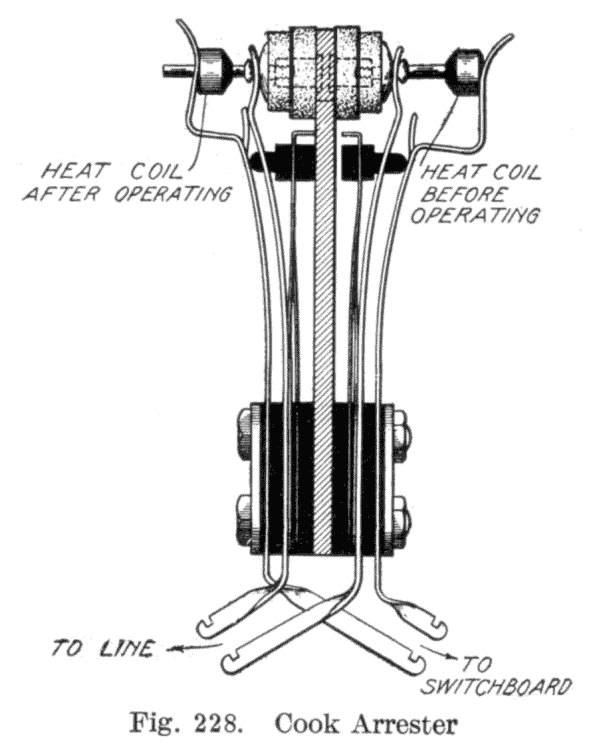 HEAT COIL
AFTER OPERATING
HEAT COIL
BEFORE
OPERATING
TO LINE
TO
SWITCHBOARD
Fig. 228. Cook Arrester